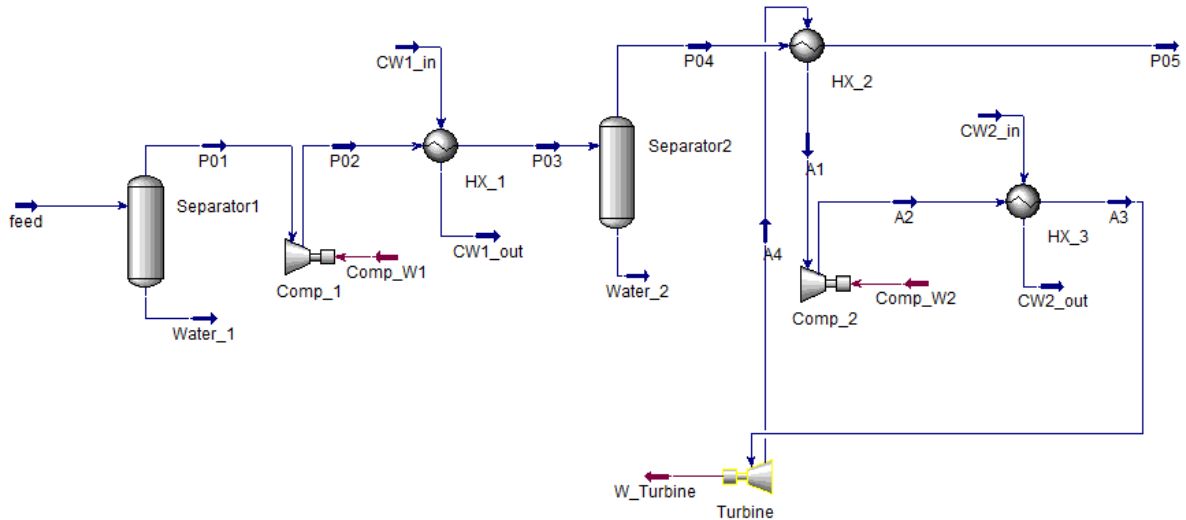 CW1_in
P04
P05
HX_2
CW2_in
P01
P02
P03
Separator2
HX_1
A1
A2
A3
HX_3
feed
Separator1
CW1_out
A4
Comp_W1
Comp_1
Water_1
Water_2
Comp_W2
Comp_2
CW2_out
W_Turbine
Turbine